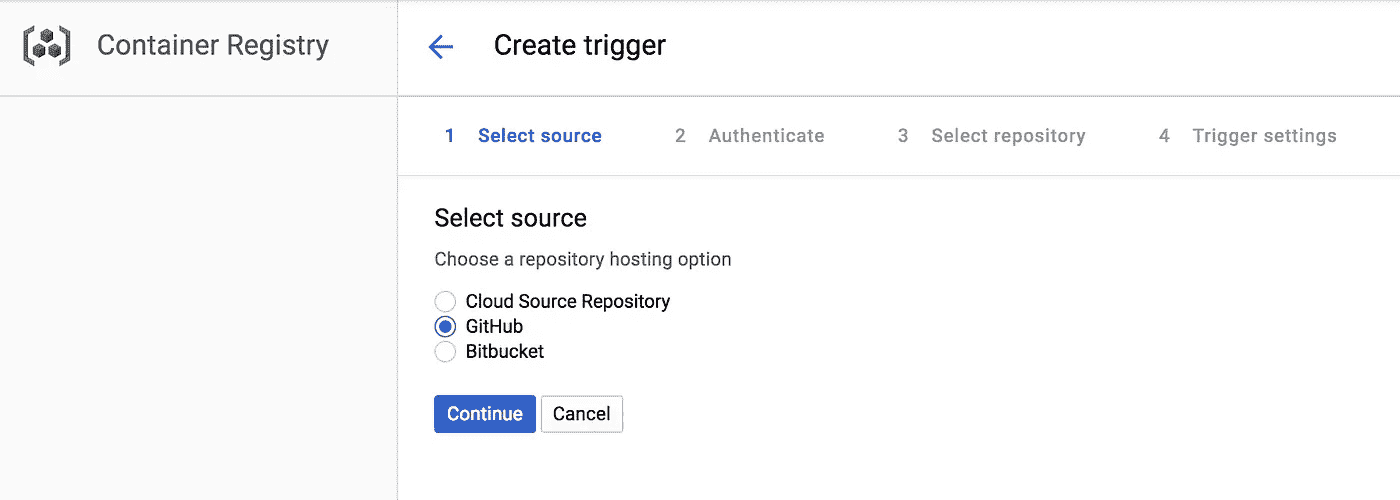 Container Registry
Create trigger
1 Select source 2 Authenticate 3 Select repository 4 Trigger settings
Select source
Choose a repository hosting option
Cloud Source Repository
GitHub
Bitbucket
Continue Cancel